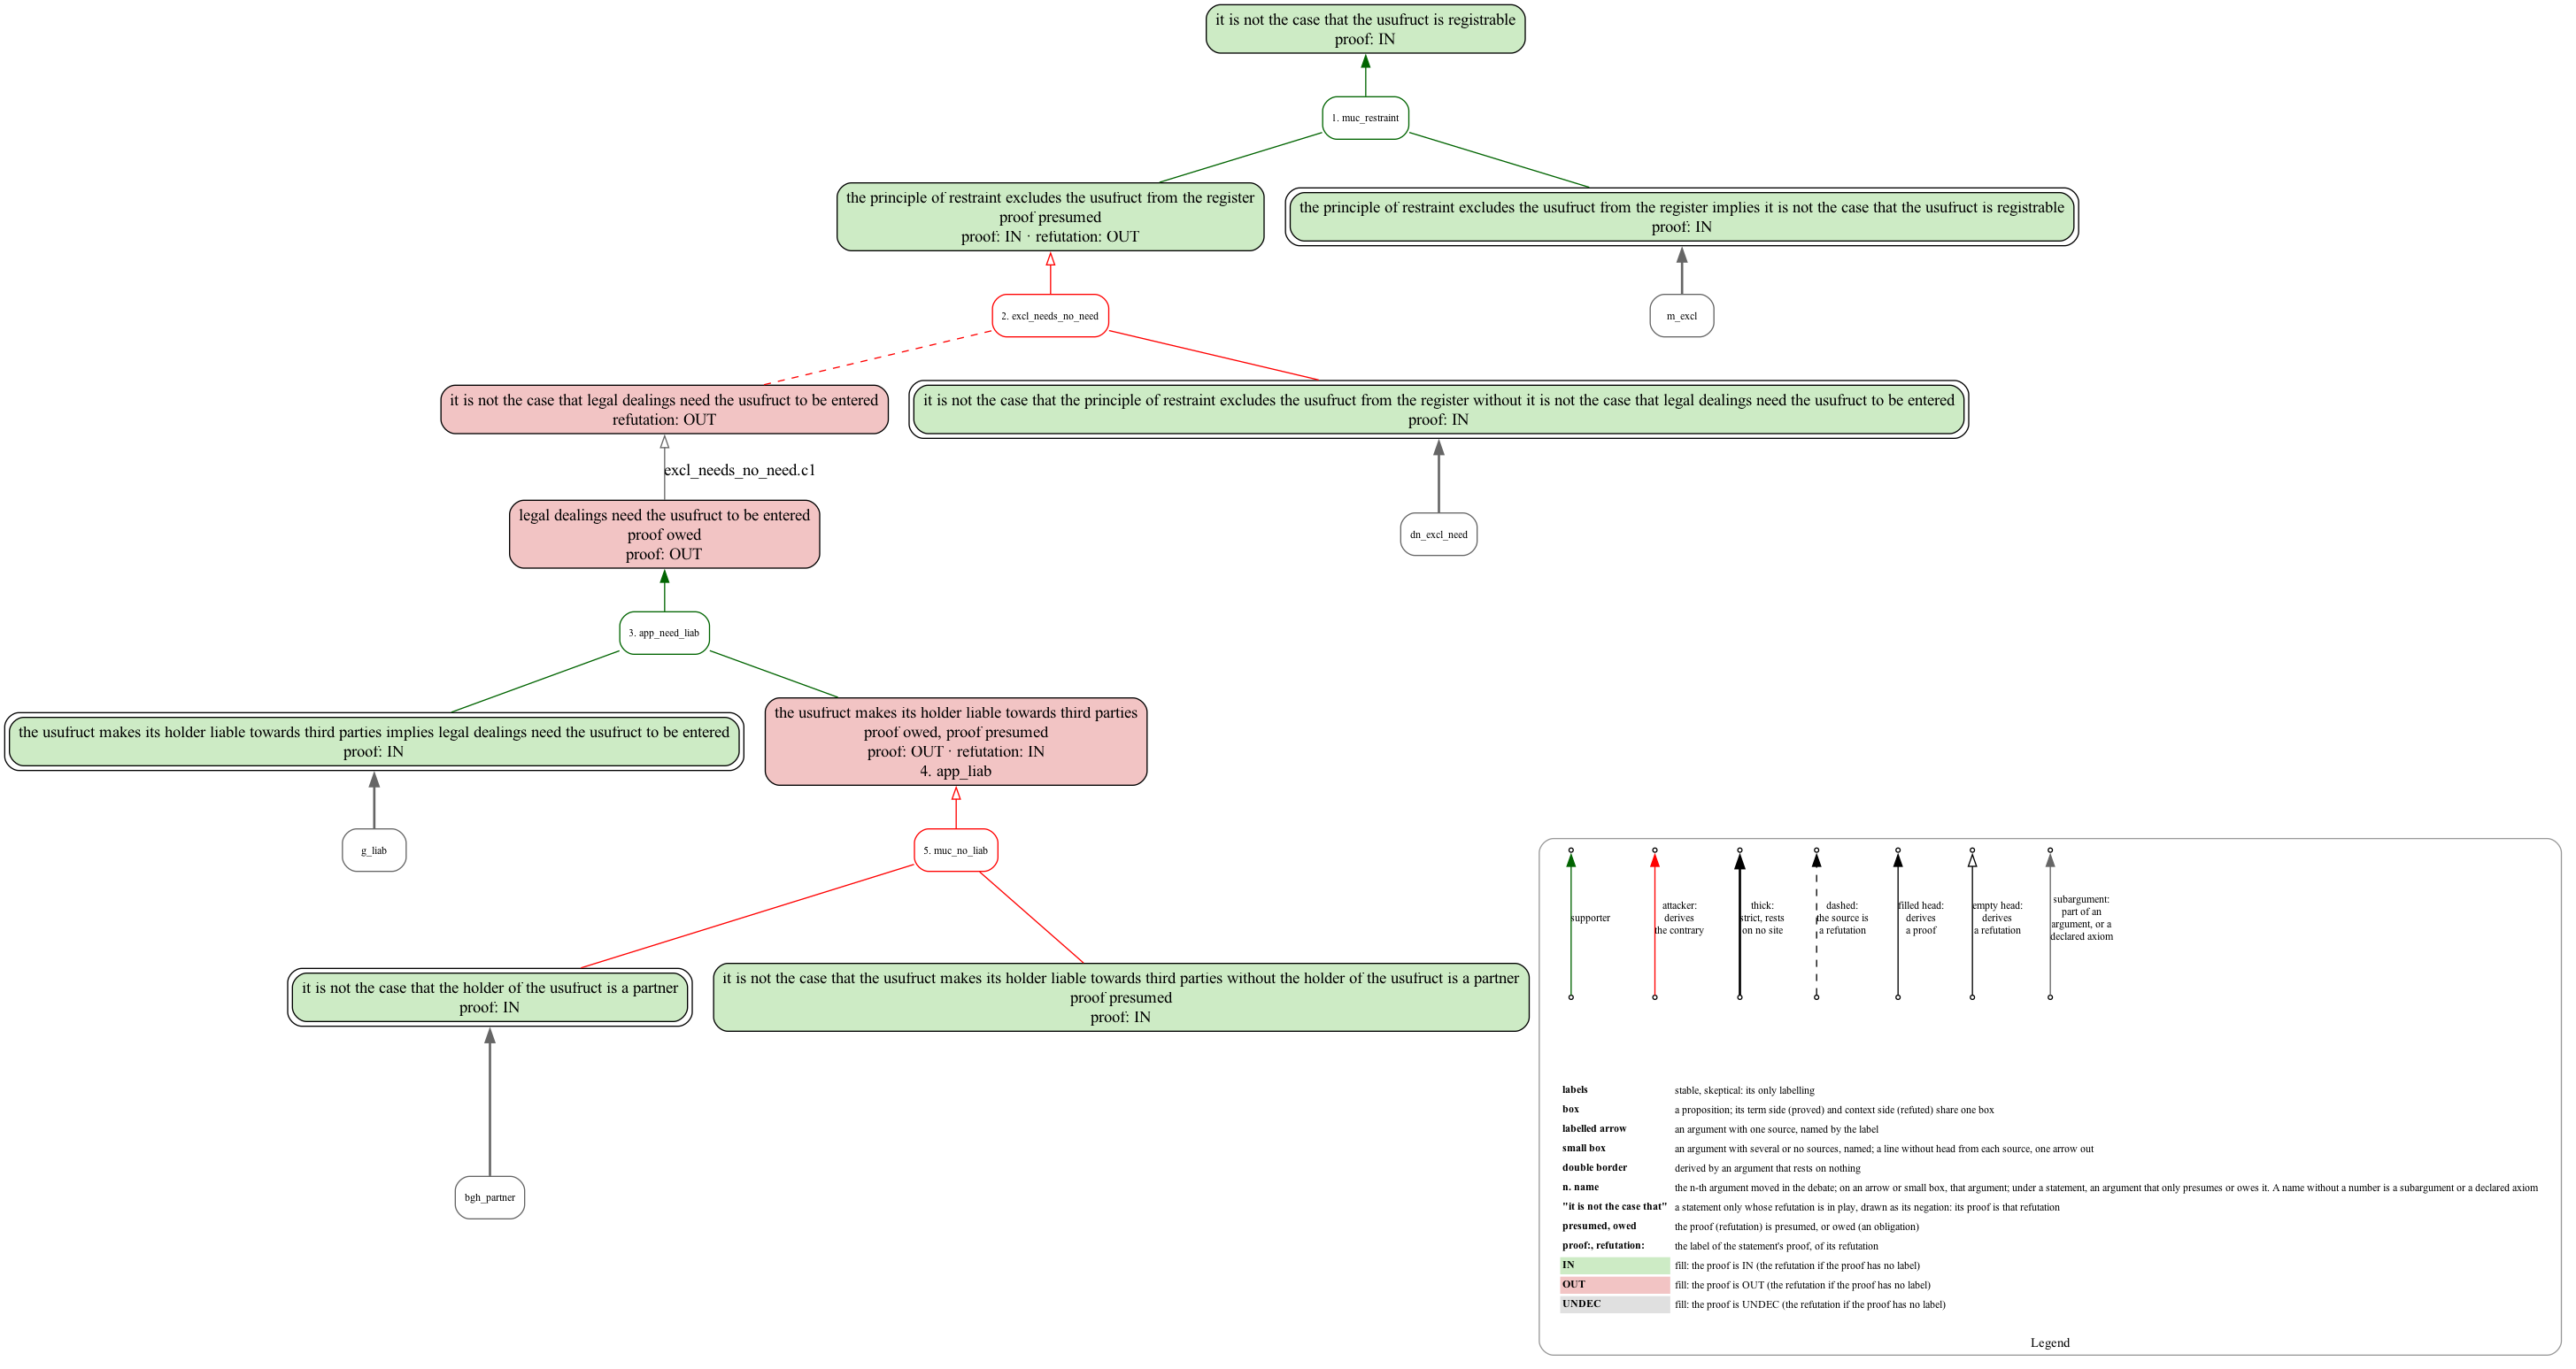 it is not the case that the usufruct is registrable
proof: IN
1. muc_restraint
the principle of restraint excludes the usufruct from the register
proof presumed
proof: IN · refutation: OUT
the principle of restraint excludes the usufruct from the register implies it is not the case that the usufruct is registrable
proof: IN
2. excl_needs_no_need
m_excl
it is not the case that legal dealings need the usufruct to be entered
refutation: OUT
it is not the case that the principle of restraint excludes the usufruct from the register without it is not the case that legal dealings need the usufruct to be entered
proof: IN
excl_needs_no_need.c1
legal dealings need the usufruct to be entered
proof owed
proof: OUT
dn_excl_need
3. app_need_liab
the usufruct makes its holder liable towards third parties implies legal dealings need the usufruct to be entered
proof: IN
the usufruct makes its holder liable towards third parties
proof owed, proof presumed
proof: OUT · refutation: IN
4. app_liab
g_liab
5. muc_no_liab
it is not the case that the holder of the usufruct is a partner
proof: IN
it is not the case that the usufruct makes its holder liable towards third parties without the holder of the usufruct is a partner
proof presumed
proof: IN
bgh_partner
supporter
attacker:
derives
the contrary
thick:
strict, rests
on no site
dashed:
the source is
a refutation
filled head:
derives
a proof
empty head:
derives
a refutation
subargument:
part of an
argument, or a
declared axiom
labels stable, skeptical: its only labelling
box a proposition; its term side (proved) and context side (refuted) share one box
labelled arrow an argument with one source, named by the label
small box an argument with several or no sources, named; a line without head from each source, one arrow out
double border derived by an argument that rests on nothing
n. name the n-th argument moved in the debate; on an arrow or small box, that argument; under a statement, an argument that only presumes or owes it. A name without a number is a subargument or a declared axiom
"it is not the case that" a statement only whose refutation is in play, drawn as its negation: its proof is that refutation
presumed, owed the proof (refutation) is presumed, or owed (an obligation)
proof:, refutation: the label of the statement's proof, of its refutation
IN fill: the proof is IN (the refutation if the proof has no label)
OUT fill: the proof is OUT (the refutation if the proof has no label)
UNDEC fill: the proof is UNDEC (the refutation if the proof has no label)
Legend